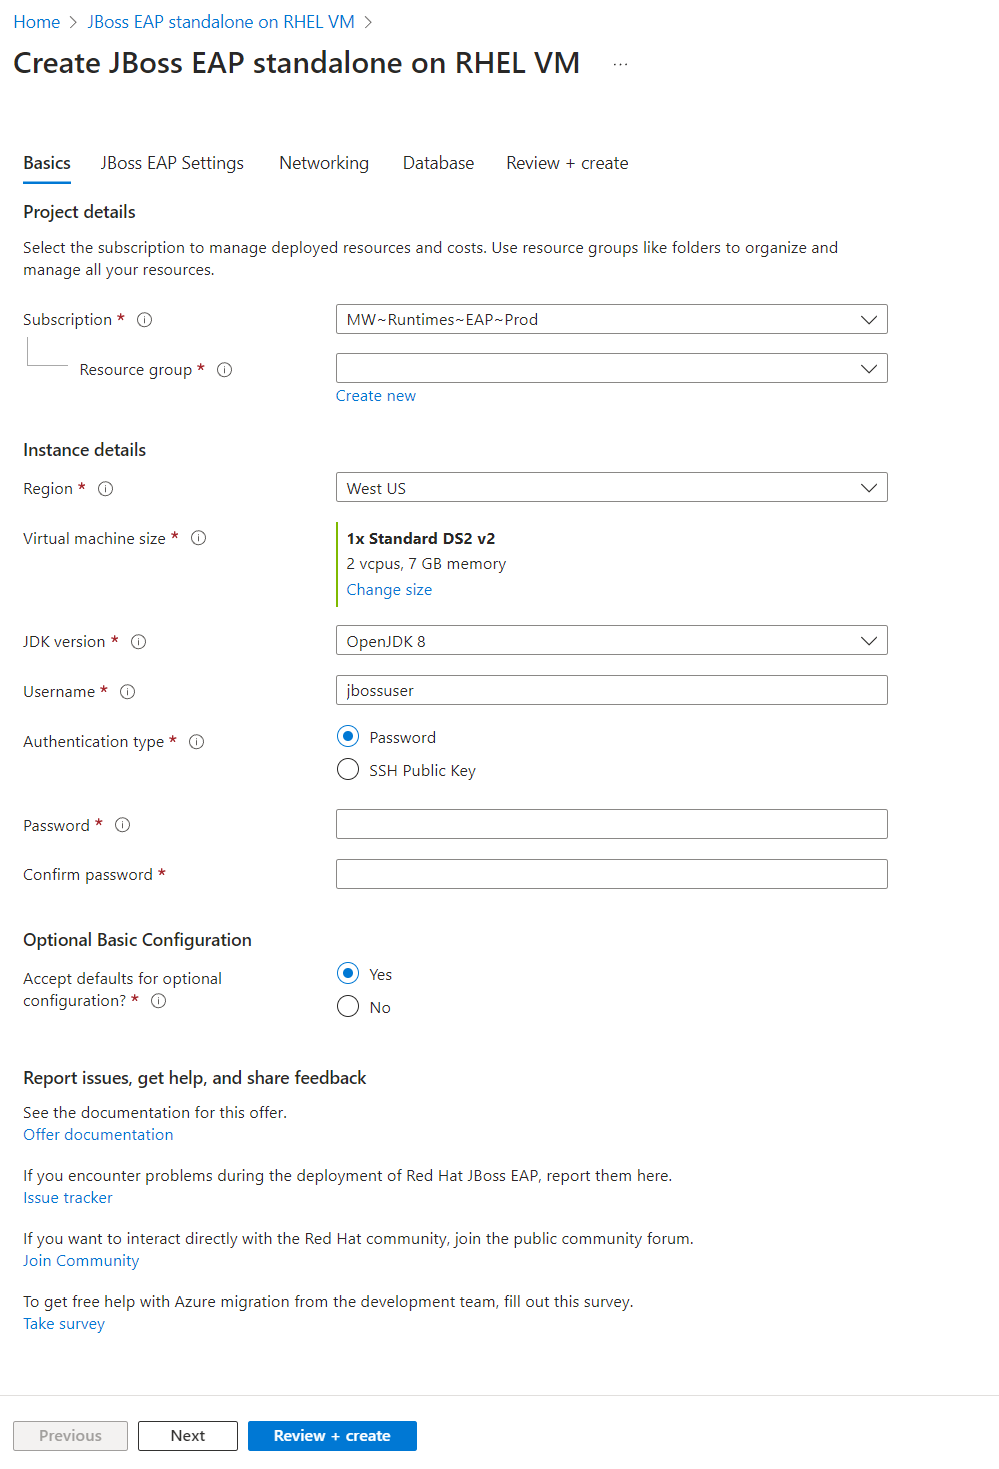 Home > JBoss EAP standalone on RHEL VM >
Create JBoss EAP standalone on RHEL VM ...
Basics JBoss EAP Settings Networking Database Review + create
Project details
Select the subscription to manage deployed resources and costs. Use resource groups like folders to organize and
manage all your resources.
Subscription * MW~Runtimes~EAP~Prod
Resource group *
Create new
Instance details
Region * West US
Virtual machine size * 1x Standard DS2 v2
2 vcpus, 7 GB memory
Change size
JDK version * OpenJDK 8
Username * jbossuser
Authentication type * Password
SSH Public Key
Password *
Confirm password *
Optional Basic Configuration
Accept defaults for optional
configuration? *
Yes
No
Report issues, get help, and share feedback
See the documentation for this offer.
Offer documentation
If you encounter problems during the deployment of Red Hat JBoss EAP, report them here.
Issue tracker
If you want to interact directly with the Red Hat community, join the public community forum.
Join Community
To get free help with Azure migration from the development team, fill out this survey.
Take survey
Previous Next Review + create